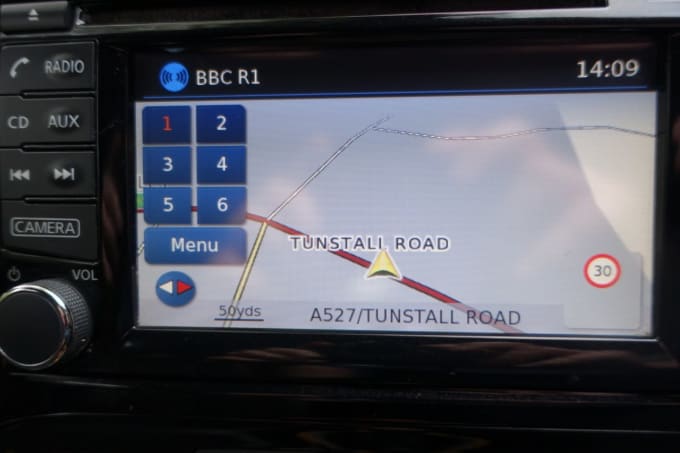 RADIO
CD AUX
CAMERA
VOL
BBC R1
14:09
1 2
3 4
5 6
Menu
TUNSTALL ROAD
30
50yds
A527/TUNSTALL ROAD